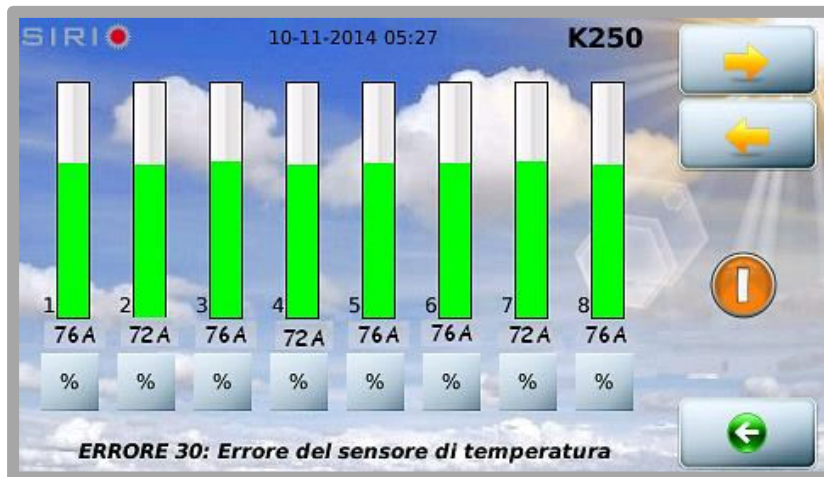 SIRIO 10-11-2014 05:27 K250
1 2 3 4 5 6 7 8
76A 72A 76A 72A 76A 76A 72A 76A
% % % % % % % %
ERRORE 30: Errore del sensore di temperatura